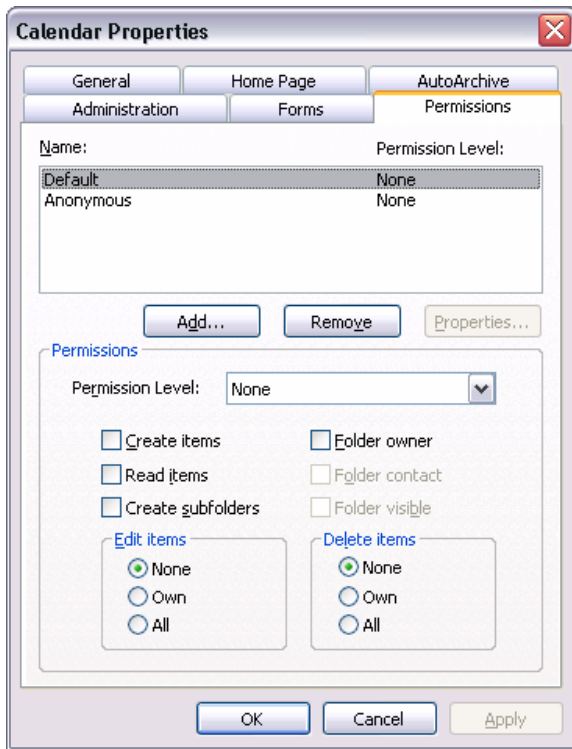 Calendar Properties
General Home Page AutoArchive
Administration Forms Permissions
Name: Permission Level:
Default None
Anonymous None
Add... Remove Properties...
Permissions
Permission Level: None
Create items Folder owner
Read items Folder contact
Create subfolders Folder visible
Edit items Delete items
None None
Own Own
All All
OK Cancel Apply